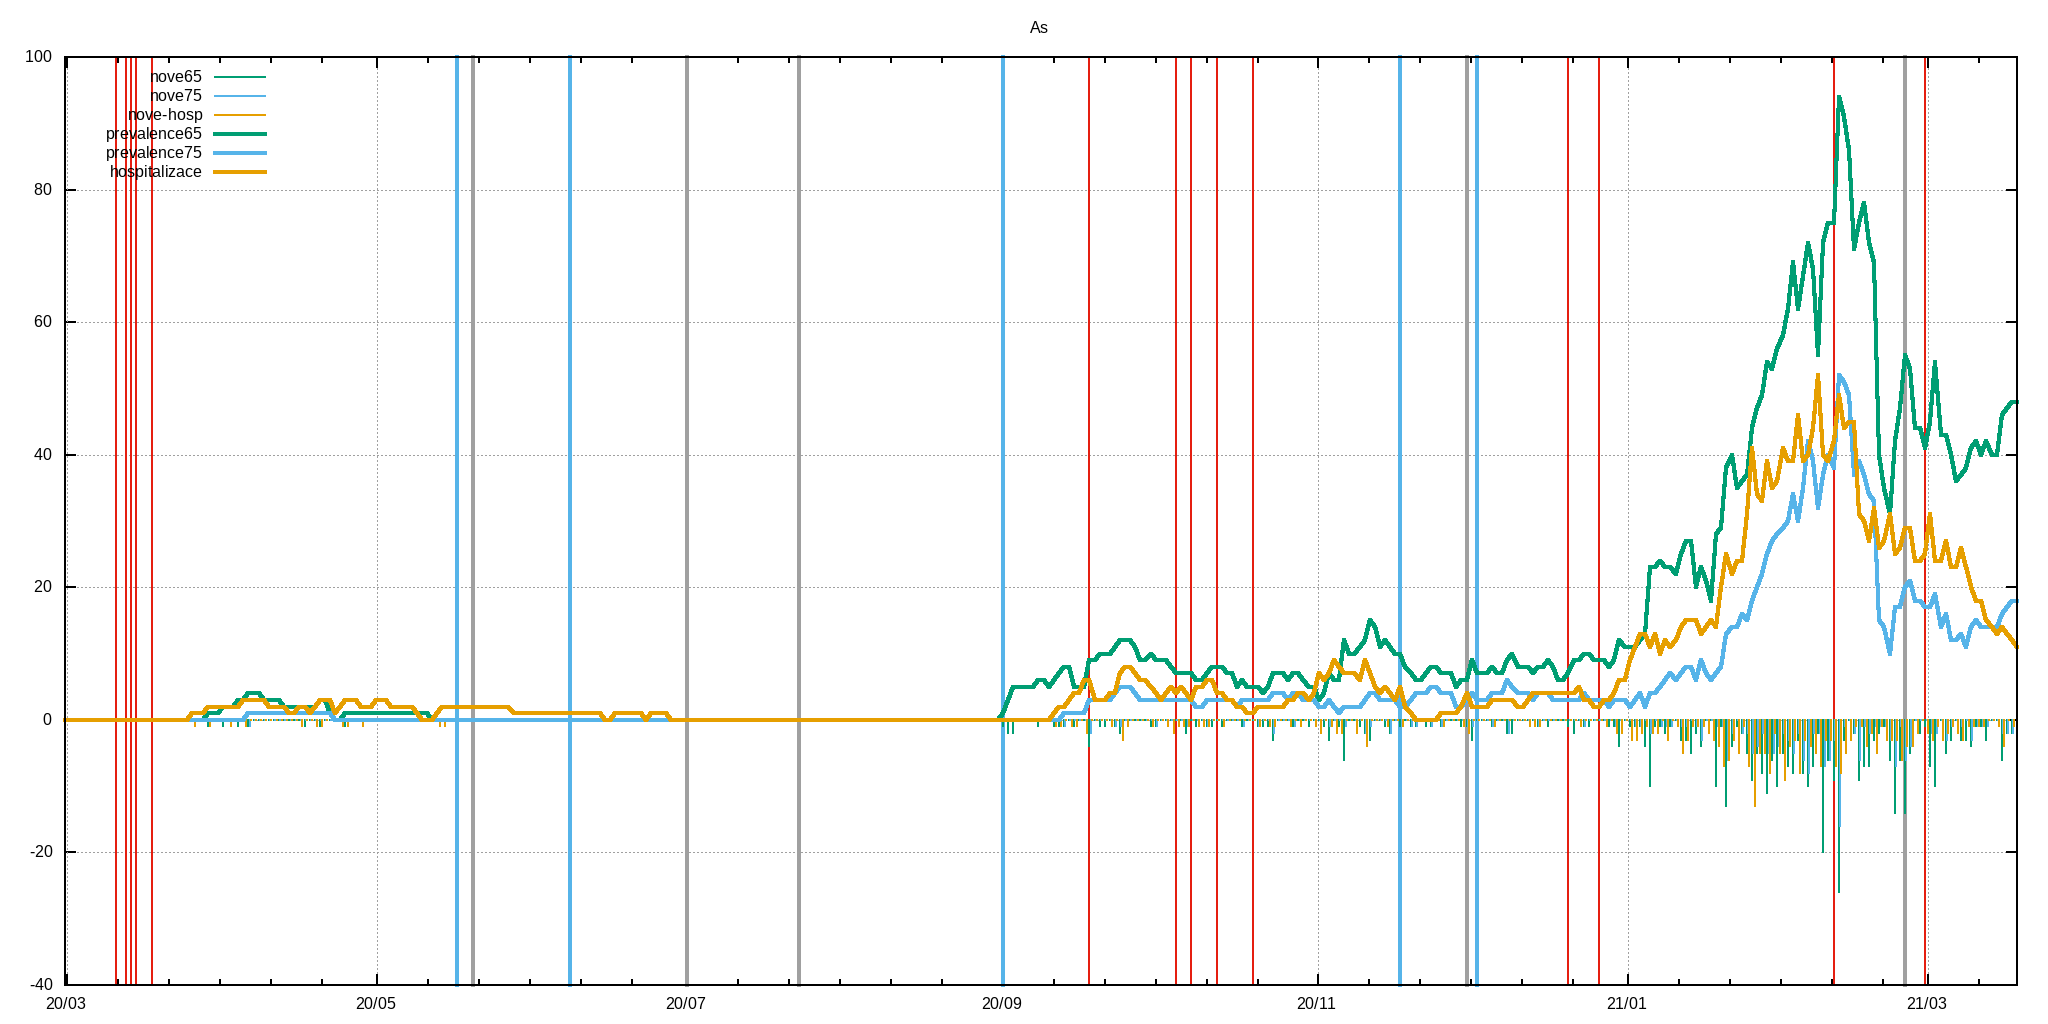 As
100
nove65
nove75
nove-hosp
prevalence65
prevalence75
hospitalizace
80
60
40
20
0
-20
-40
20/03 20/05 20/07 20/09 20/11 21/01 21/03